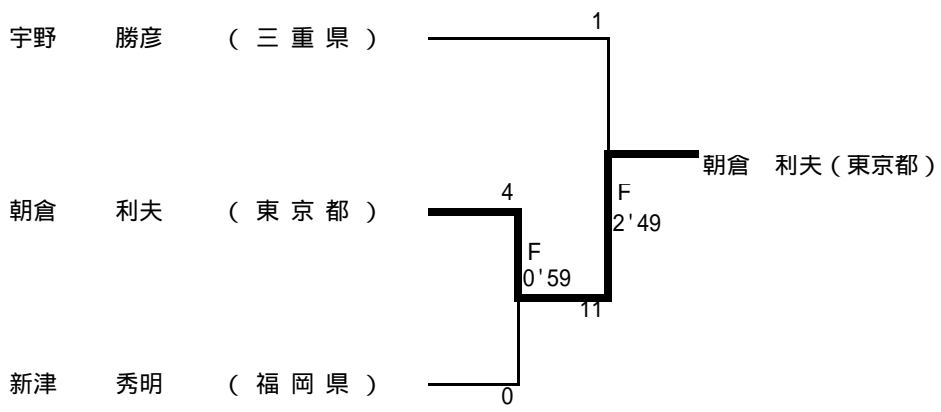 1
宇野 勝彦 (三重県)
朝倉 利夫(東京都)
4
F
朝倉 利夫 (東京都)
2'49
F
0'59
11
新津 秀明 (福岡県)
0